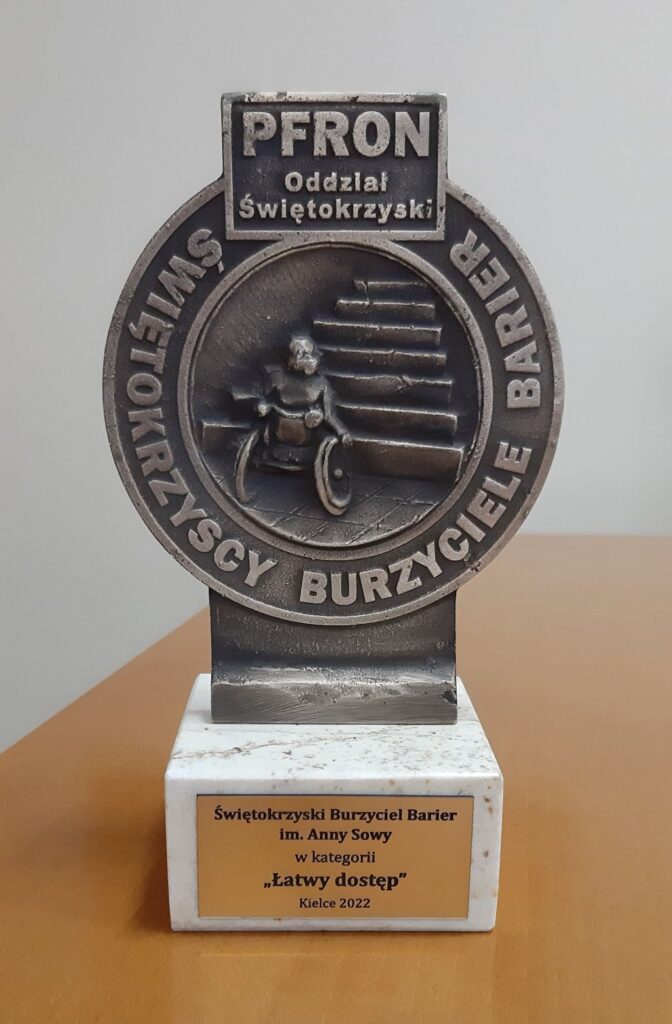 PFRON
Oddział
Świętokrzyski
ŚWIĘTOKRZYSCY BURZYCIELE BARIER
Świętokrzyski Burzyciel Barier
im. Anny Sowy
w kategorii
„Łatwy dostęp”
Kielce 2022